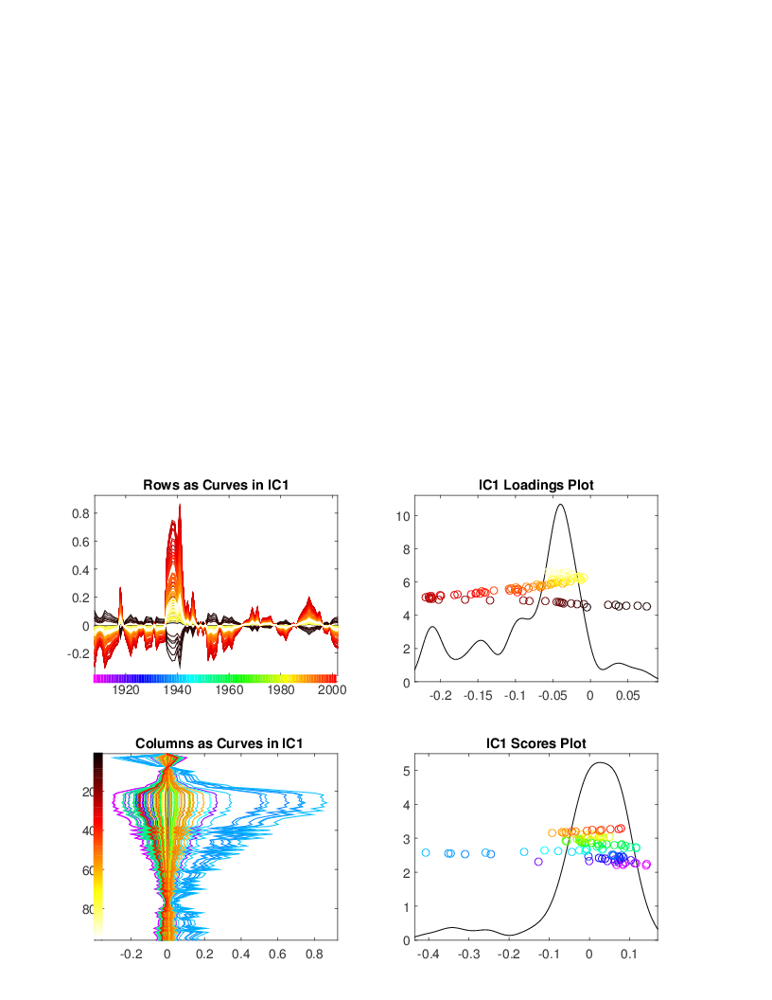 Rows as Curves in IC1
0.8
0.6
0.4
0.2
0
-0.2
1920 1940 1960 1980 2000
IC1 Loadings Plot
10
8
6
4
2
0
-0.2 -0.15 -0.1 -0.05 0 0.05
Columns as Curves in IC1
20
40
60
80
-0.2 0 0.2 0.4 0.6 0.8
IC1 Scores Plot
5
4
3
2
1
0
-0.4 -0.3 -0.2 -0.1 0 0.1